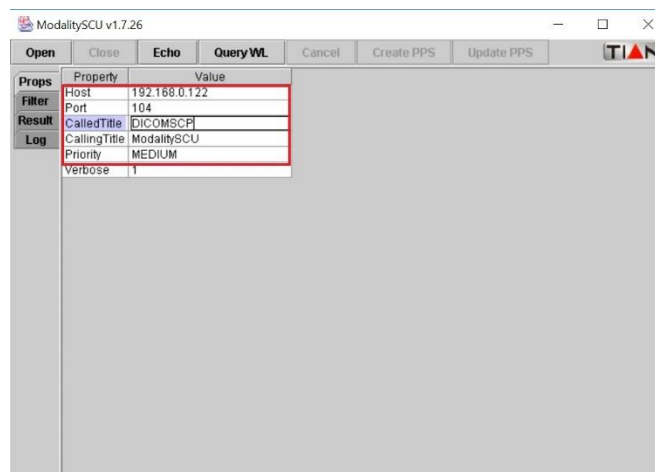 ModalitySCU v1.7.26
Open Close Echo Query WL Cancel Create PPS Update PPS TIAN
Props Property Value
Filter Host 192.168.0.122
Port 104
Result CalledTitle DICOMSCP
Log CallingTitle ModalitySCU
Priority MEDIUM
Verbose 1